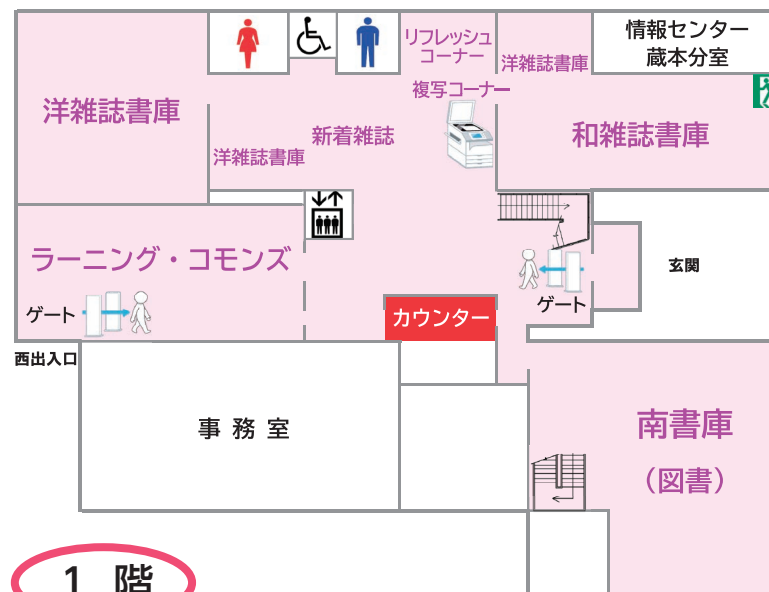 リフレッシュ
コーナー
情報センター
蔵本分室
洋雑誌書庫
複写コーナー
洋雑誌書庫
新着雑誌
和雑誌書庫
洋雑誌書庫
ラーニング・コモンズ
玄関
ゲート
ゲート
カウンター
西出入口
事務室
南書庫
（図書）
1 階